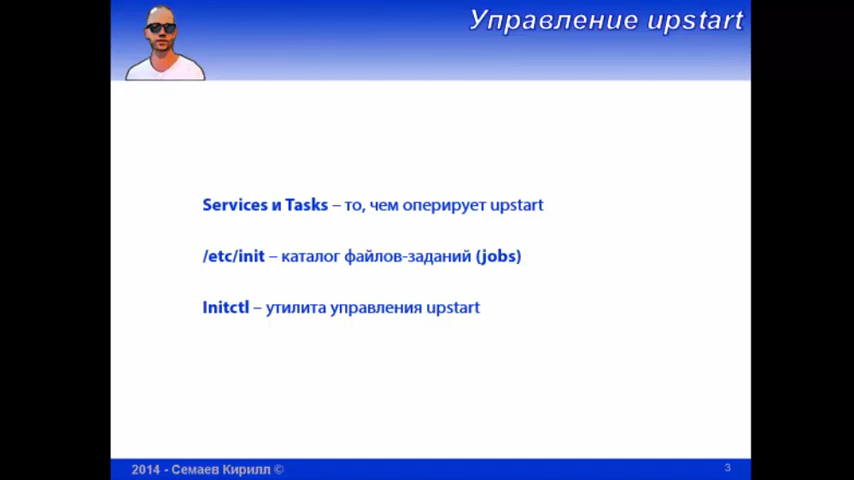 Управление upstart
Services и Tasks – то, чем оперирует upstart
/etc/init – каталог файлов-заданий (jobs)
Initctl – утилита управления upstart
2014 - Семаев Кирилл ©
3